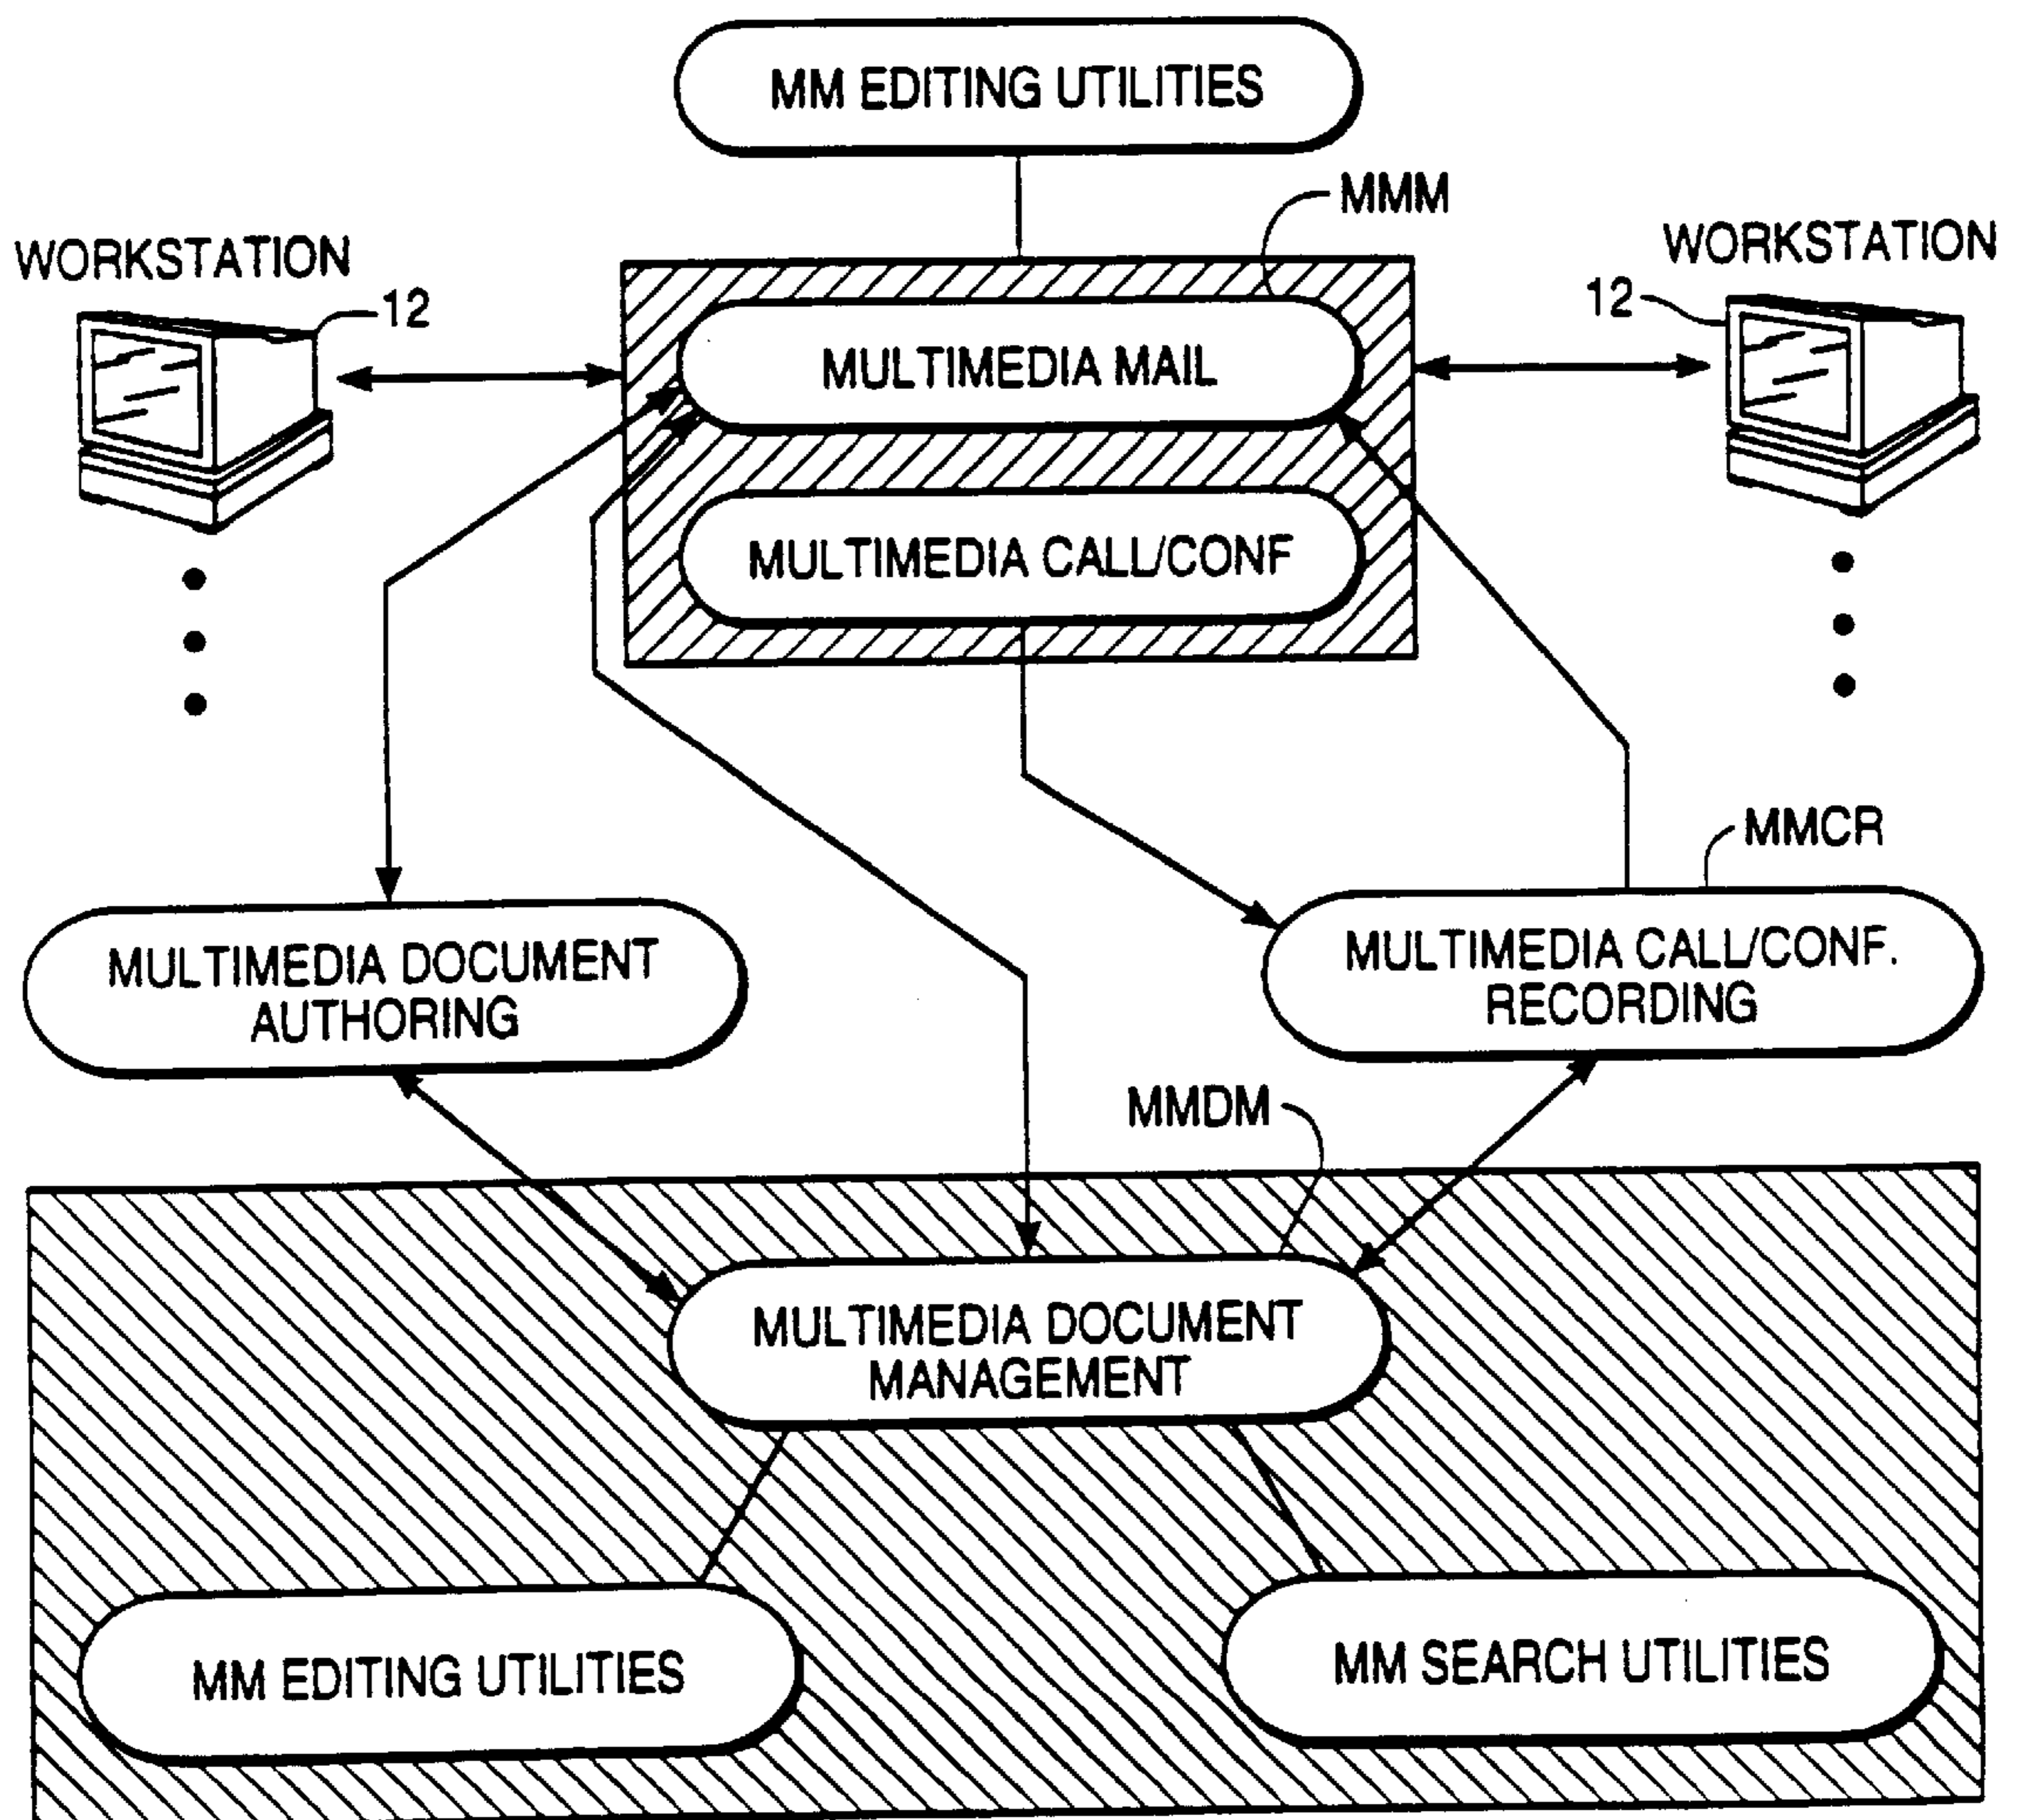 MM EDITING UTILITIES
MMM
WORKSTATION
WORKSTATION
12
12
MULTIMEDIA MAIL
MULTIMEDIA CALL/CONF
MMCR
MULTIMEDIA DOCUMENT
AUTHORING
MULTIMEDIA CALL/CONF.
RECORDING
MMDM
MULTIMEDIA DOCUMENT
MANAGEMENT
MM EDITING UTILITIES
MM SEARCH UTILITIES